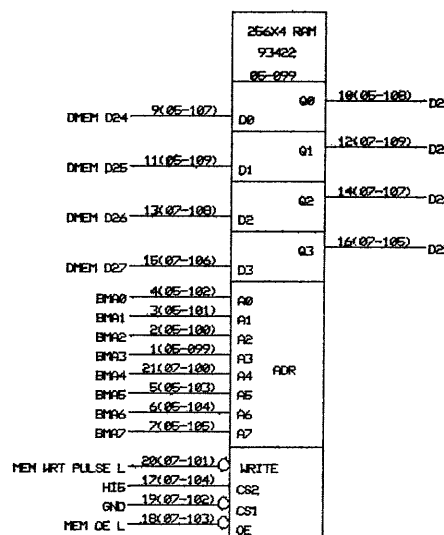 256X4 RAM
93422
05-099
Q0 10(05-108) D2
DMEM D24 9(05-107) D0
Q1 12(07-109) D2
DMEM D25 11(05-109) D1
Q2 14(07-107) D2
DMEM D26 13(07-108) D2
Q3 16(07-105) D2
DMEM D27 15(07-106) D3
BMA0 4(05-102) A0
BMA1 3(05-101) A1
BMA2 2(05-100) A2
BMA3 1(05-099) A3
BMA4 21(07-100) A4 ADR
BMA5 5(05-103) A5
BMA6 6(05-104) A6
BMA7 7(05-105) A7
MEM WRT PULSE L 20(07-101) WRITE
HI5 17(07-104) CS2
GND 19(07-102) CS1
MEM OE L 18(07-103) OE